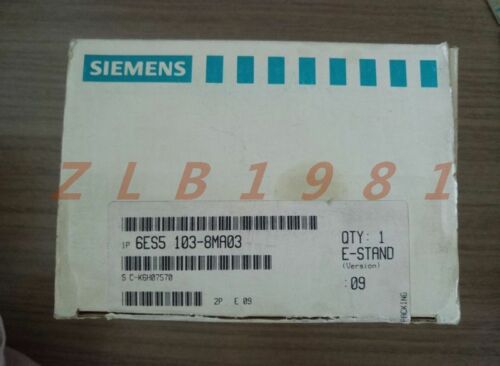 SIEMENS
ZLB1981
1P 6ES5 103-8MA03
QTY: 1
E-STAND
(Version)
: 09
S C-K6H07570
2P E 09
PACKING